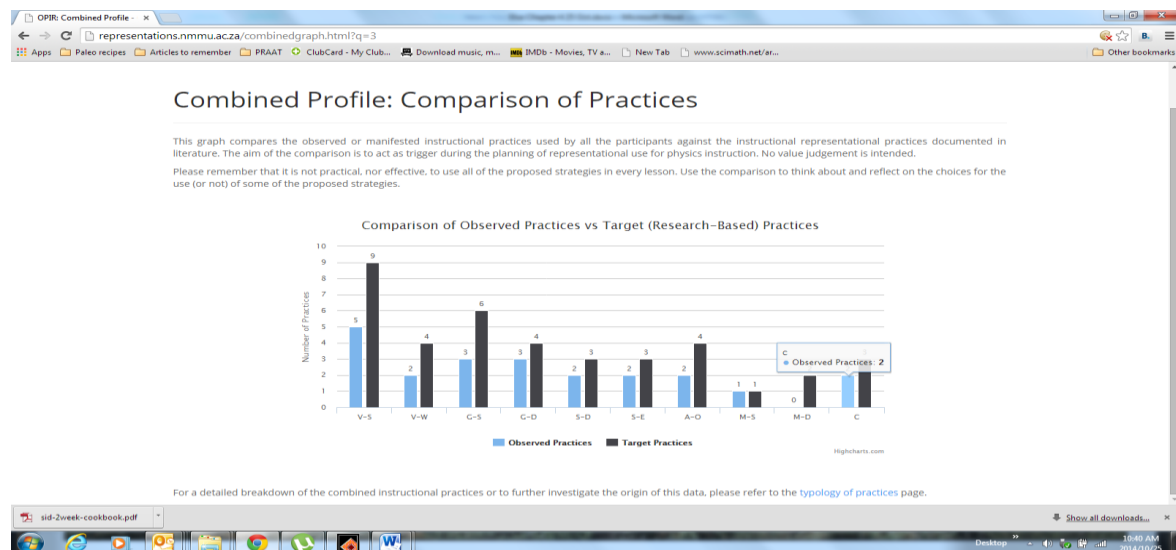 OPIR: Combined Profile - ×
representations.nmmu.ac.za/combinedgraph.html?q=3
Apps Paleo recipes Articles to remember PRAAT ClubCard - My Club... Download music, m... IMDb - Movies, TV a... New Tab www.scimath.net/ar... Other bookmarks
Combined Profile: Comparison of Practices
This graph compares the observed or manifested instructional practices used by all the participants against the instructional representational practices documented in
literature. The aim of the comparison is to act as trigger during the planning of representational use for physics instruction. No value judgement is intended.
Please remember that it is not practical, nor effective, to use all of the proposed strategies in every lesson. Use the comparison to think about and reflect on the choices for the
use (or not) of some of the proposed strategies.
Comparison of Observed Practices vs Target (Research-Based) Practices
Number of Practices
10
9
8
7
6
5
4
3
2
1
0
5 9 2 4 3 6 3 4 2 3 2 3 2 4 1 1 0
C
Observed Practices: 2
V-S V-W G-S G-D S-D S-E A-O M-S M-D C
Observed Practices Target Practices
Highcharts.com
For a detailed breakdown of the combined instructional practices or to further investigate the origin of this data, please refer to the typology of practices page.
sid-2week-cookbook.pdf
Show all downloads...
Desktop
10:40 AM
2014/10/25